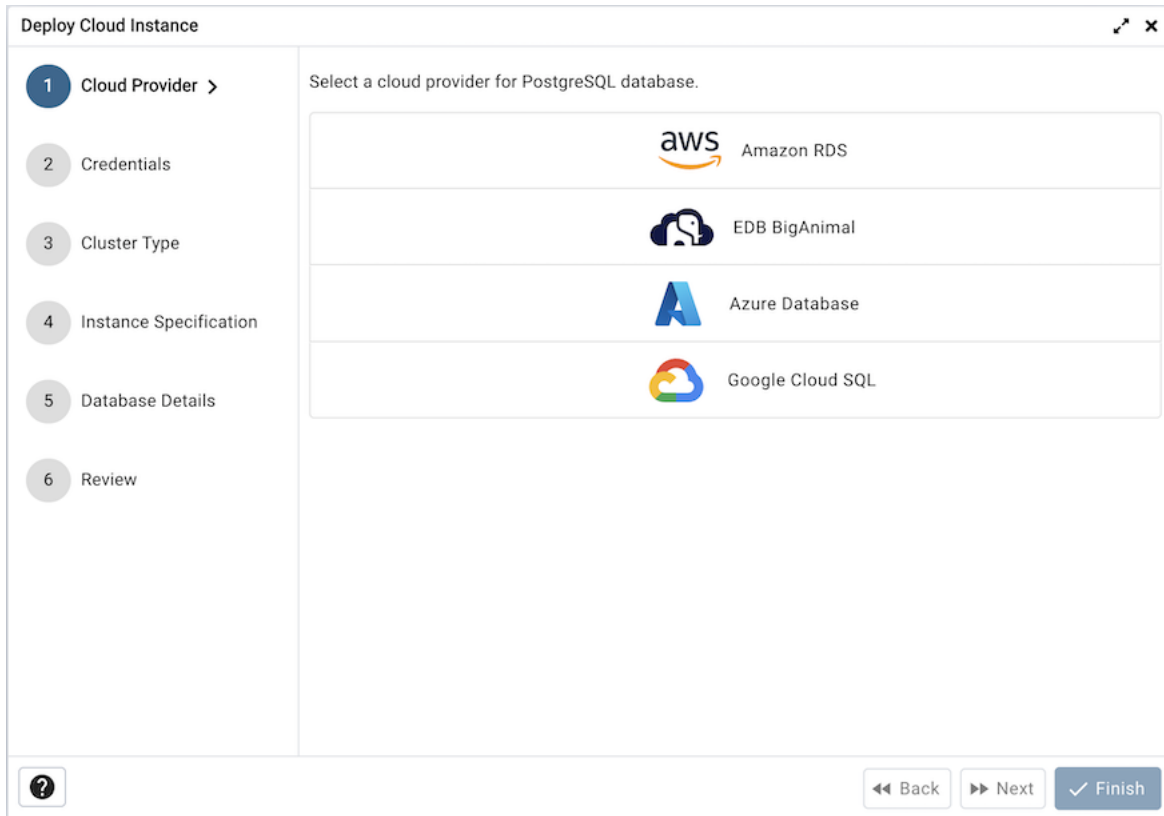 Deploy Cloud Instance
1 Cloud Provider
Select a cloud provider for PostgreSQL database.
aws Amazon RDS
2 Credentials
EDB BigAnimal
3 Cluster Type
Azure Database
4 Instance Specification
Google Cloud SQL
5 Database Details
6 Review
? Back Next Finish